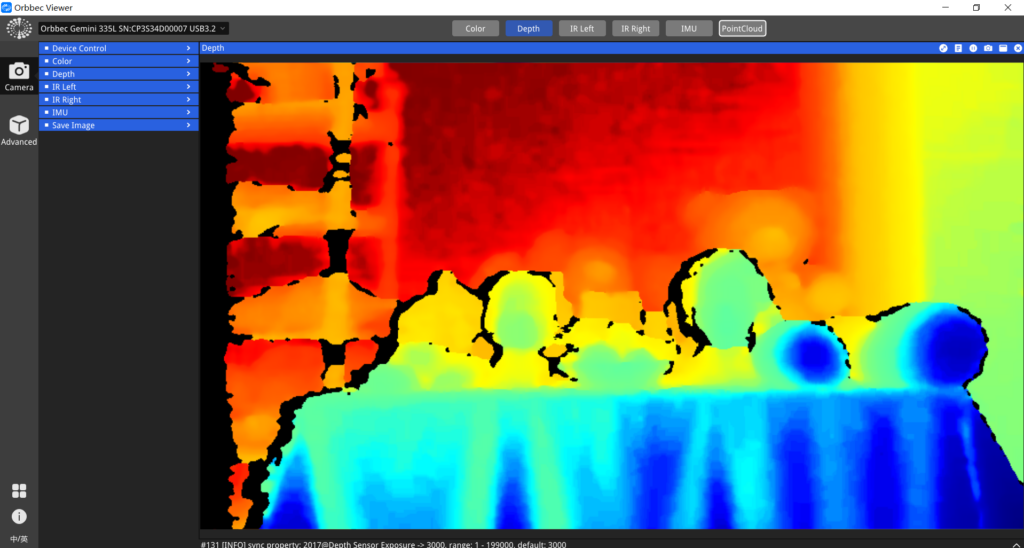 Orbbec Viewer
Orbbec Gemini 335L SN:CP3S34D00007 USB3.2
Color
Depth
IR Left
IR Right
IMU
PointCloud
Camera
Advanced
Device Control
Color
Depth
IR Left
IR Right
IMU
Save Image
Depth
中/英
#131 [INFO] sync property: 2017@Depth Sensor Exposure -> 3000, range: 1 - 199000, default: 3000